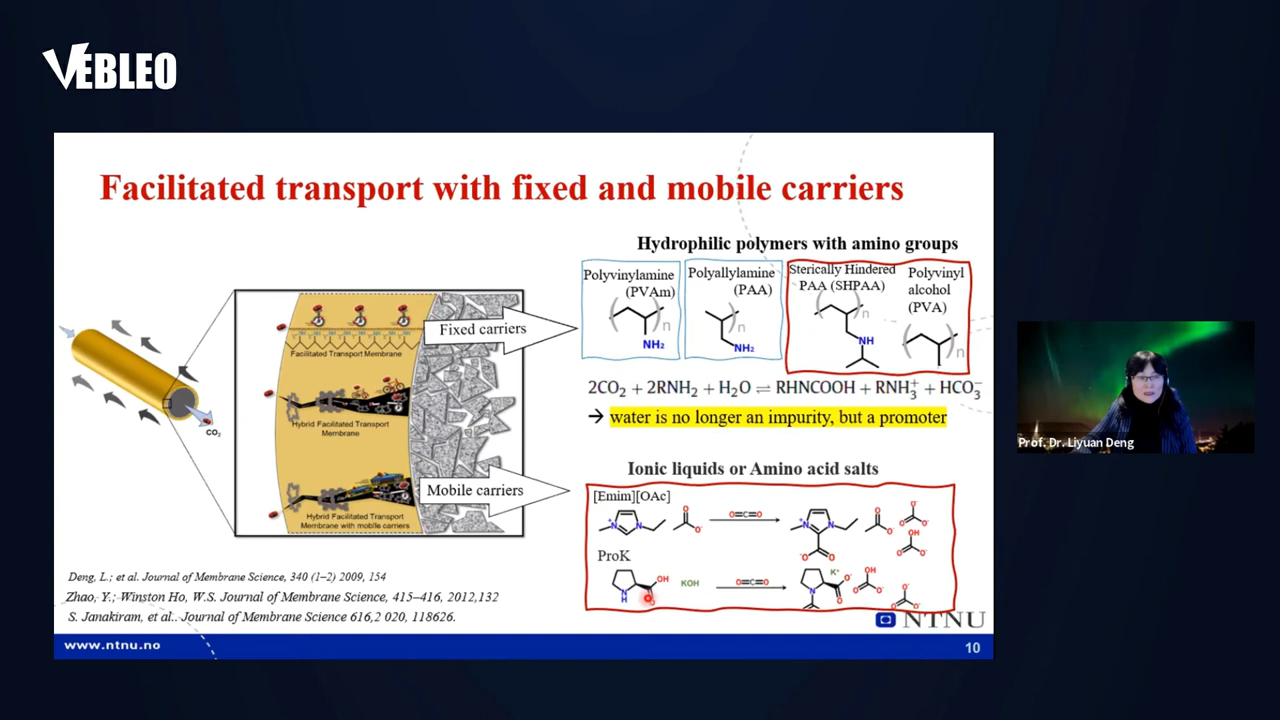 VEBLEO
Facilitated transport with fixed and mobile carriers
Hydrophilic polymers with amino groups
Polyvinylamine
(PVAm)
n
NH₂
Polyallylamine
(PAA)
n
NH₂
Sterically Hindered
PAA (SHPAA)
n
NH
Polyvinyl
alcohol
(PVA)
n
Fixed carriers
Facilitated Transport Membrane
Hybrid Facilitated Transport
Membrane
Mobile carriers
Hybrid Facilitated Transport
Membrane with mobile carriers
CO₂
2CO₂ + 2RNH₂ + H₂O ⇌ RHNCOOH + RNH₃⁺ + HCO₃⁻
→ water is no longer an impurity, but a promoter
Ionic liquids or Amino acid salts
[Emim][OAc]
O=C=O
ProK
OH
KOH
O=C=O
K⁺
OH
N
H
Deng, L.; et al. Journal of Membrane Science, 340 (1–2) 2009, 154
Zhao, Y.; Winston Ho, W.S. Journal of Membrane Science, 415–416, 2012,132
S. Janakiram, et al.. Journal of Membrane Science 616,2 020, 118626.
NTNU
www.ntnu.no
10
Prof. Dr. Liyuan Deng